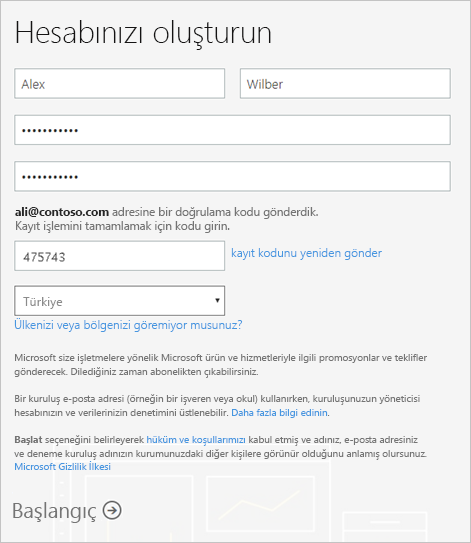 Hesabınızı oluşturun
Alex Wilber
•••••••••••
•••••••••••
ali@contoso.com adresine bir doğrulama kodu gönderdik.
Kayıt işlemini tamamlamak için kodu girin.
475743 kayıt kodunu yeniden gönder
Türkiye
Ülkenizi veya bölgenizi göremiyor musunuz?
Microsoft size işletmelere yönelik Microsoft ürün ve hizmetleriyle ilgili promosyonlar ve teklifler
gönderecek. Dilediğiniz zaman abonelikten çıkabilirsiniz.
Bir kuruluş e-posta adresi (örneğin bir işveren veya okul) kullanırken, kuruluşunuzun yöneticisi
hesabınızın ve verilerinizin denetimini üstlenebilir. Daha fazla bilgi edinin.
Başlat seçeneğini belirleyerek hüküm ve koşullarımızı kabul etmiş ve adınız, e-posta adresiniz
ve deneme kuruluş adınızın kurumunuzdaki diğer kişilere görünür olduğunu anlamış olursunuz.
Microsoft Gizlilik İlkesi
Başlangıç